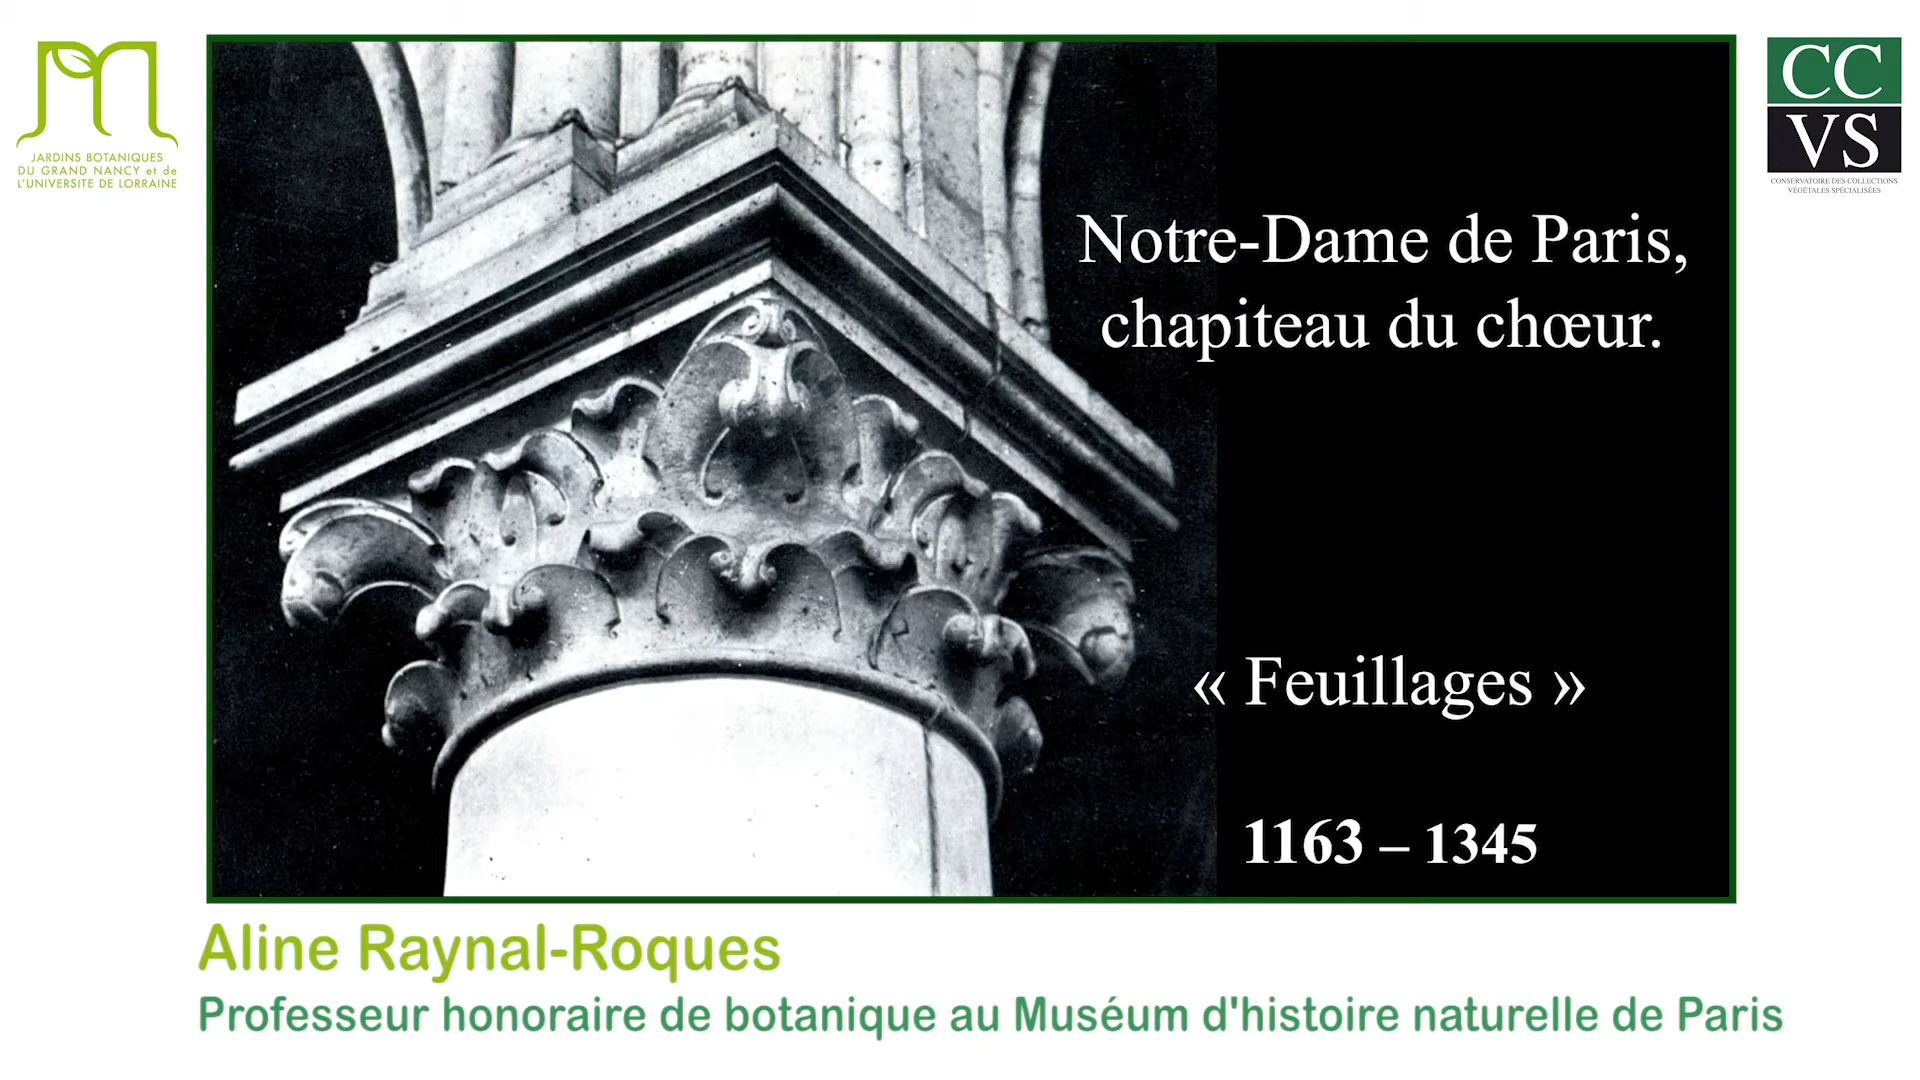 JARDINS BOTANIQUES
DU GRAND NANCY et de
L'UNIVERSITE DE LORRAINE
CC
VS
CONSERVATOIRE DES COLLECTIONS
VÉGÉTALES SPÉCIALISÉES
Notre-Dame de Paris,
chapiteau du chœur.
« Feuillages »
1163 – 1345
Aline Raynal-Roques
Professeur honoraire de botanique au Muséum d'histoire naturelle de Paris